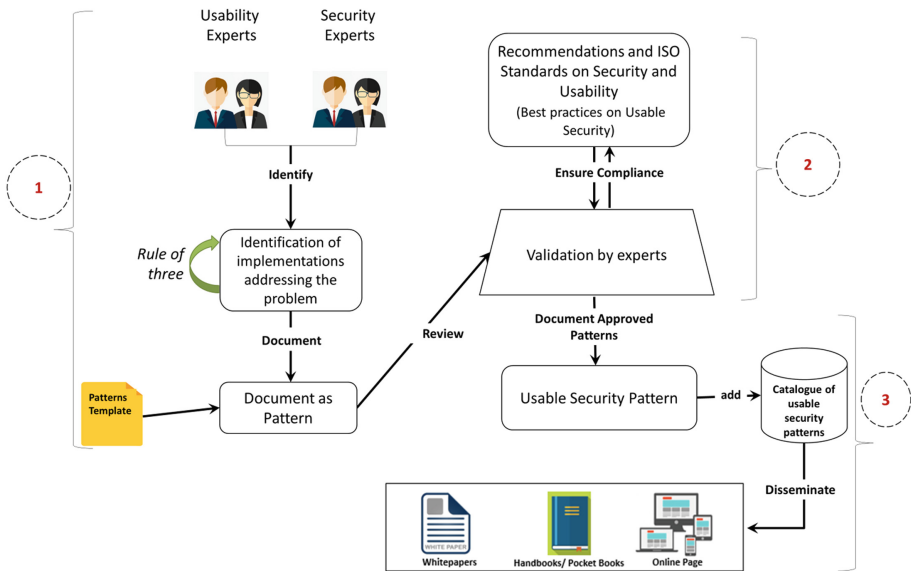 Usability
Experts
Security
Experts
1
Identify
Rule of
three
Identification of
implementations
addressing the
problem
Document
Patterns
Template
Document as
Pattern
Review
Recommendations and ISO
Standards on Security and
Usability
(Best practices on Usable
Security)
Ensure Compliance
2
Validation by experts
Document Approved
Patterns
Usable Security Pattern
add
Catalogue of
usable
security
patterns
3
Disseminate
WHITE PAPER
Whitepapers
Handbooks/ Pocket Books
Online Page